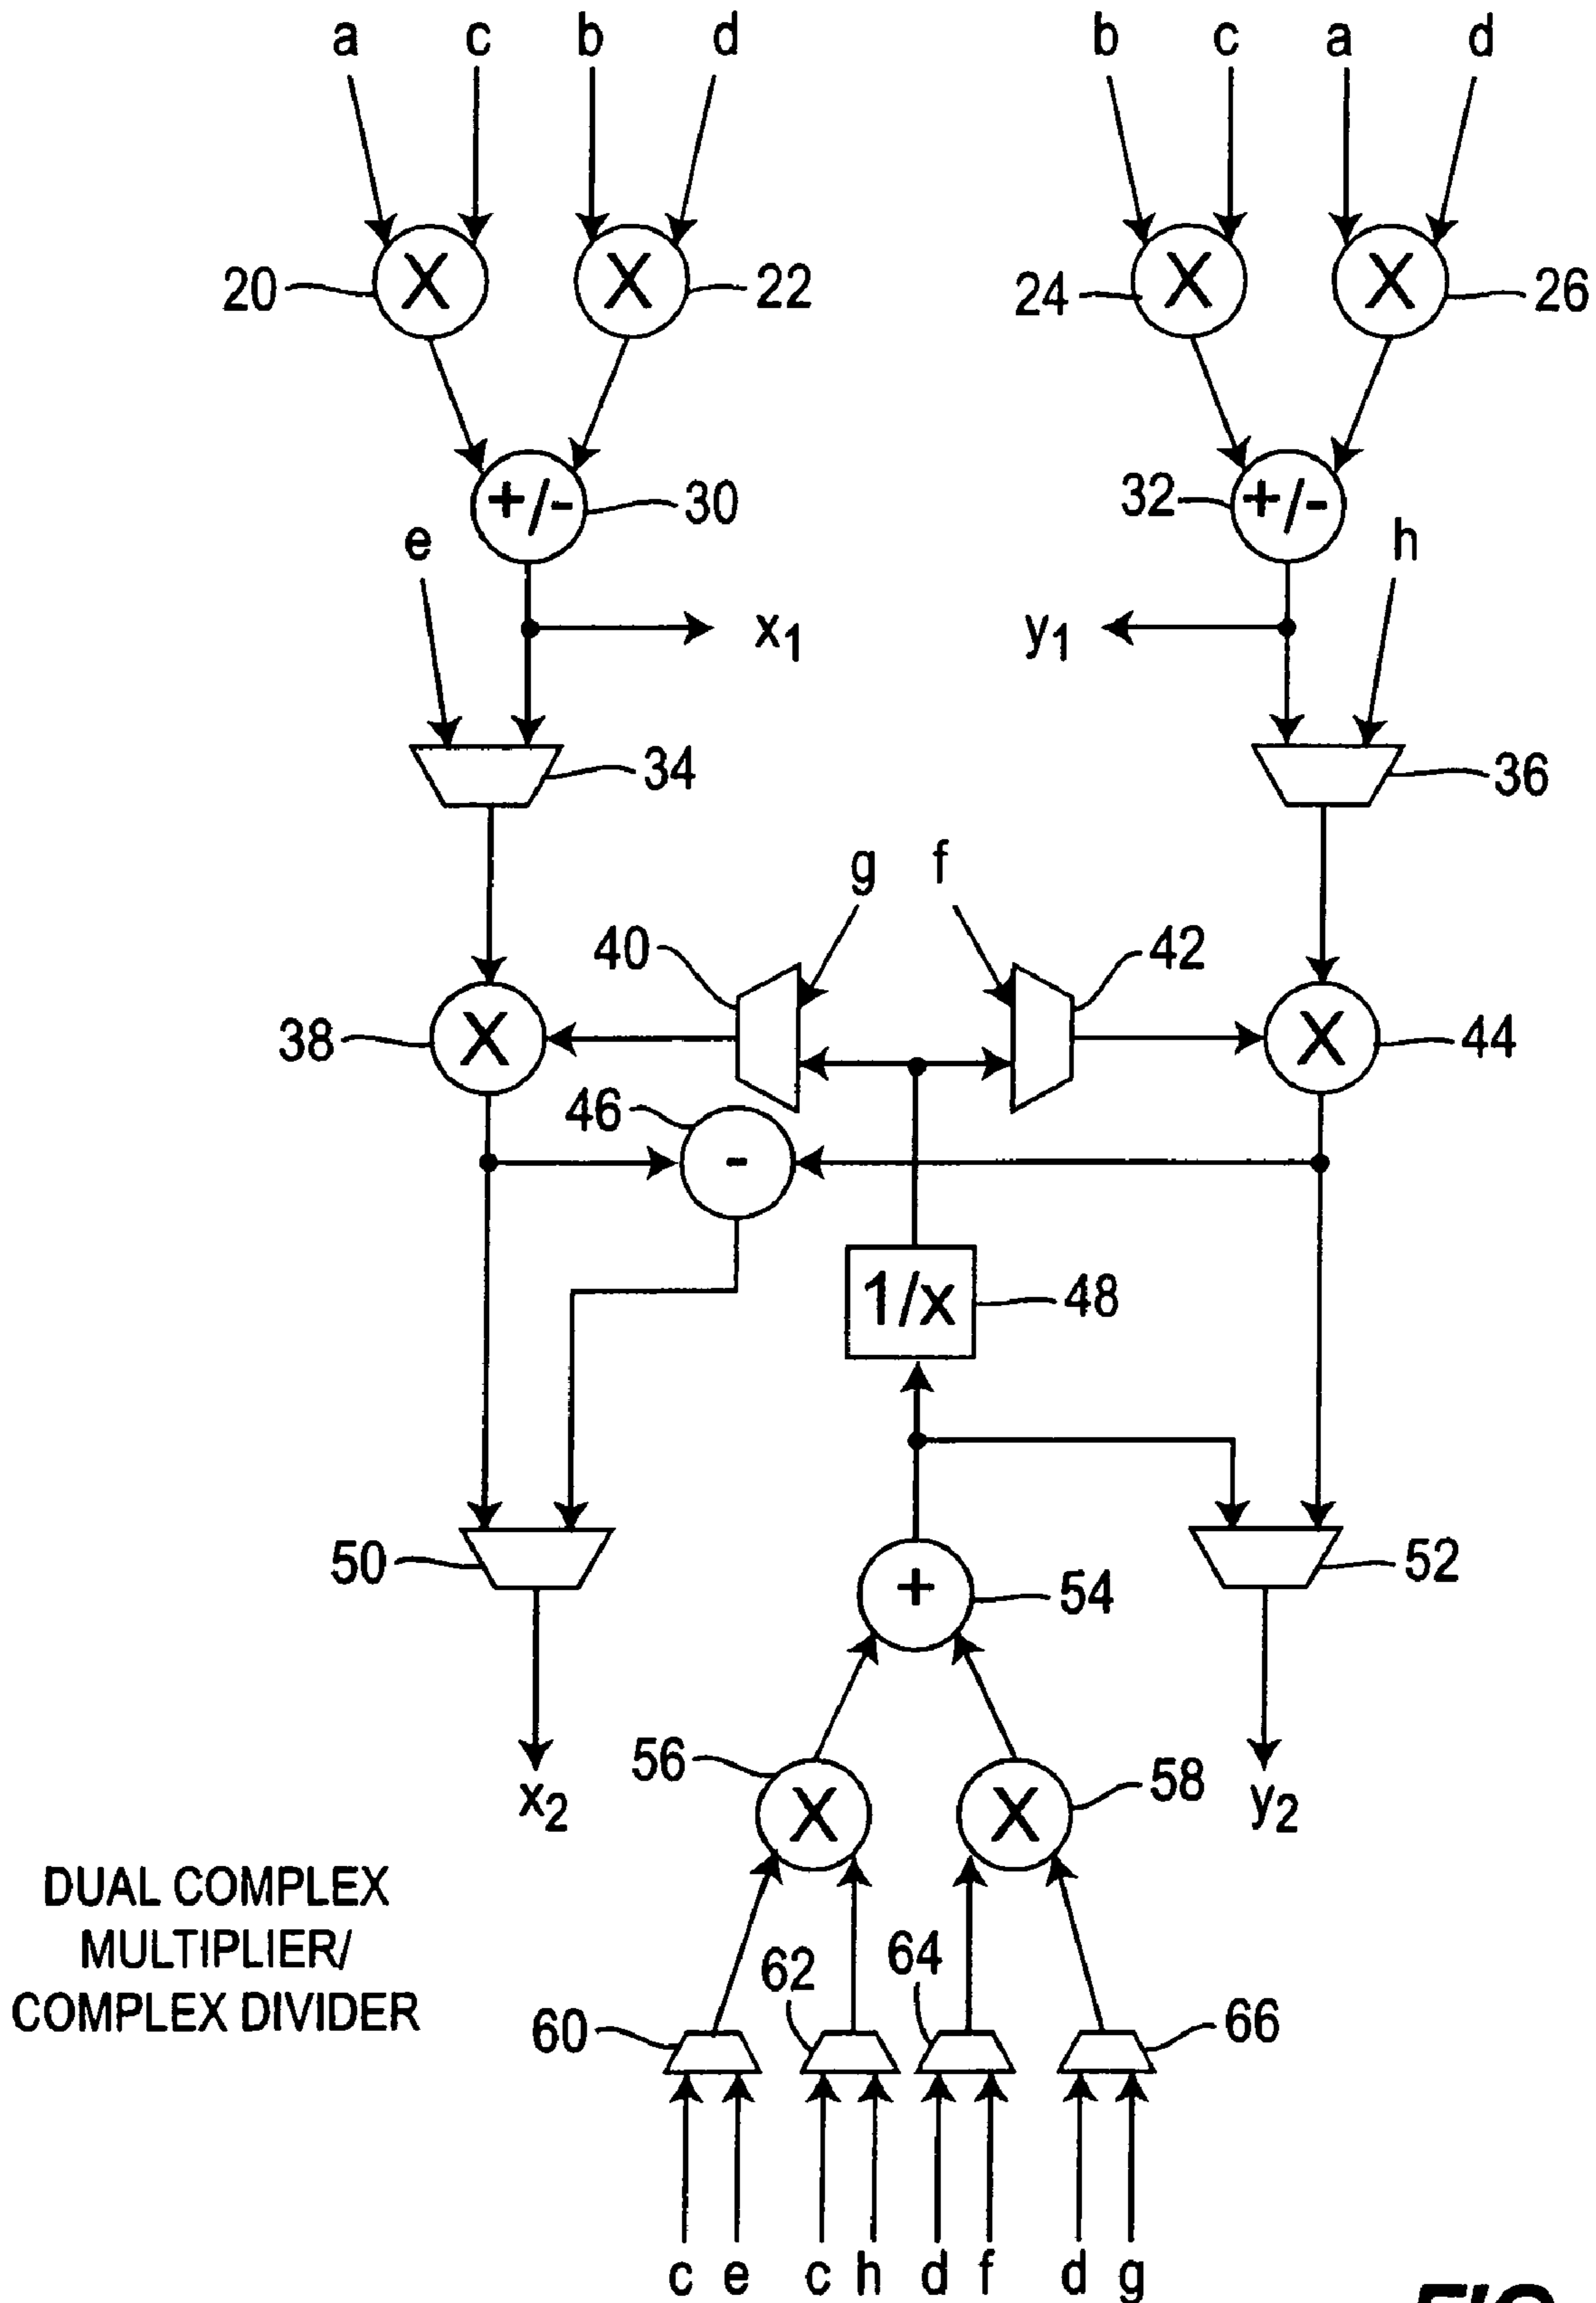 a c b d b c a d
X X X X
20 22 24 26
+/- 30 32 +/-
e h
x1 y1
34 36
g f
40 42
38 X X 44
46
-
1/x 48
50 52
+ 54
x2 y2
56 X X 58
DUAL COMPLEX
MULTIPLIER/
COMPLEX DIVIDER
60 62 64 66
c e c h d f d g